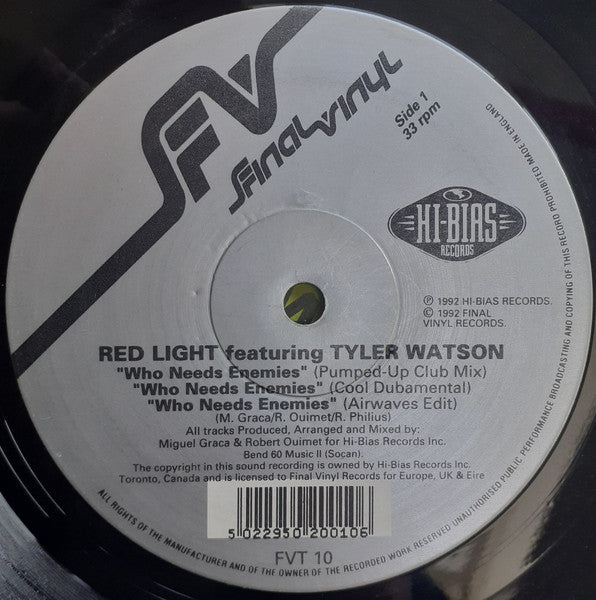 FV
Final Vinyl
Side 1
33 rpm
HI-BIAS
RECORDS
℗ 1992 HI-BIAS RECORDS.
© 1992 FINAL
VINYL RECORDS.
RED LIGHT featuring TYLER WATSON
"Who Needs Enemies" (Pumped-Up Club Mix)
"Who Needs Enemies" (Cool Dubamental)
"Who Needs Enemies" (Airwaves Edit)
(M. Graca/R. Ouimet/R. Philius)
All tracks Produced, Arranged and Mixed by:
Miguel Graca & Robert Ouimet for Hi-Bias Records Inc.
Bend 60 Music II (Socan).
The copyright in this sound recording is owned by Hi-Bias Records Inc.
Toronto, Canada and is licensed to Final Vinyl Records for Europe, UK & Eire
5 022950 200106
FVT 10
ALL RIGHTS OF THE MANUFACTURER AND OF THE OWNER OF THE RECORDED WORK RESERVED UNAUTHORISED PUBLIC PERFORMANCE BROADCASTING AND COPYING OF THIS RECORD PROHIBITED MADE IN ENGLAND